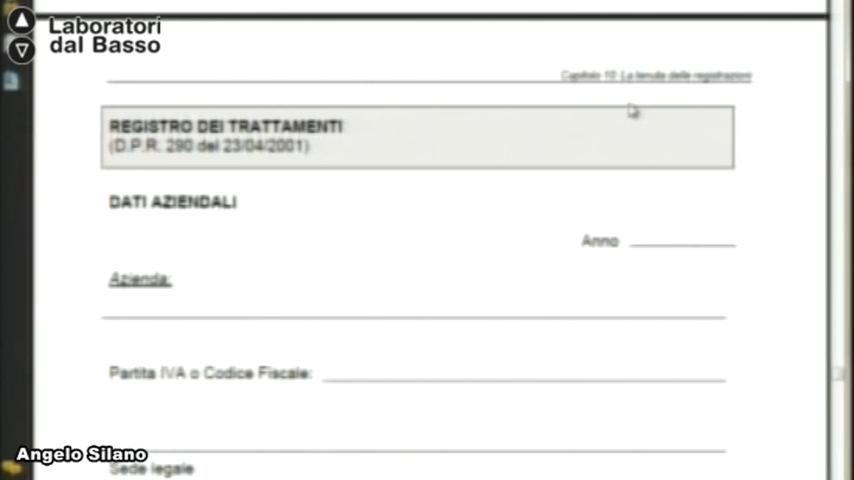 Laboratori
dal Basso
Capitolo 10: La tenuta delle registrazioni
REGISTRO DEI TRATTAMENTI
(D.P.R. 290 del 23/04/2001)
DATI AZIENDALI
Anno
Azienda:
Partita IVA o Codice Fiscale:
Angelo Silano
Sede legale